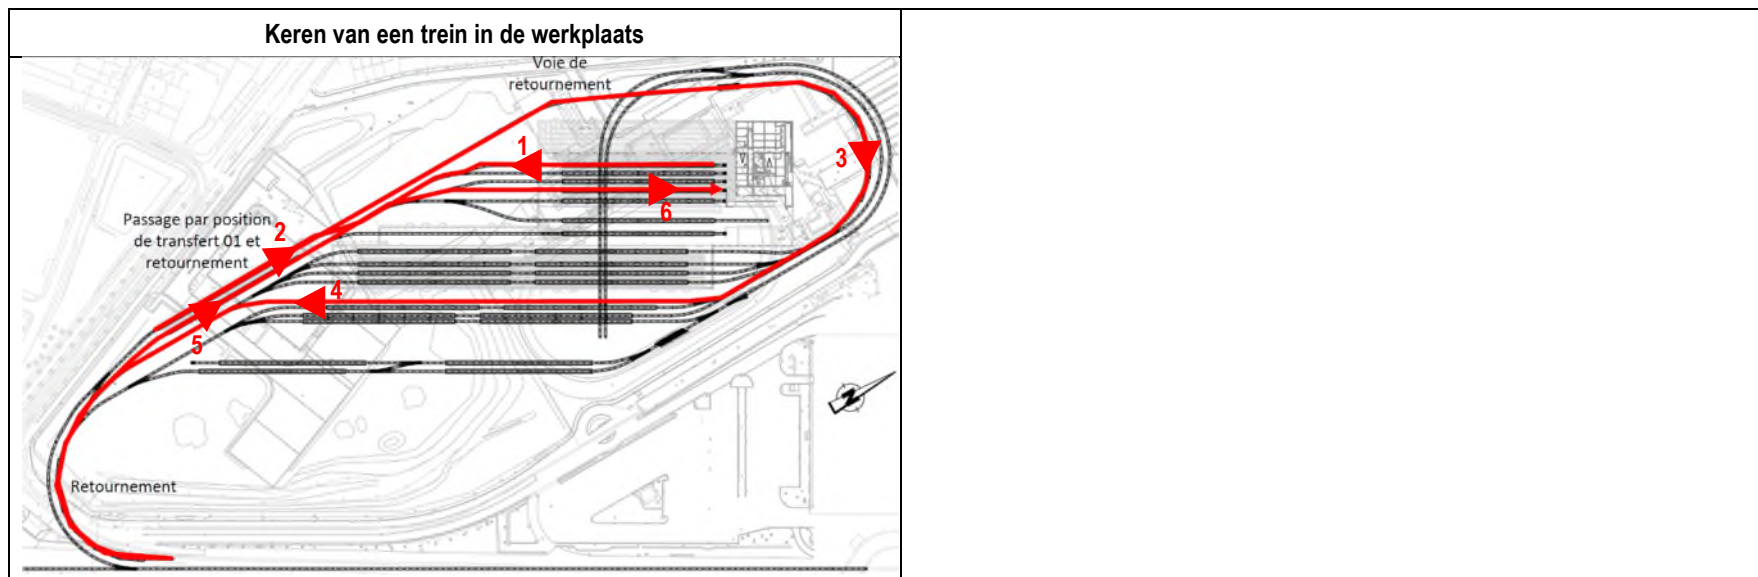 Keren van een trein in de werkplaats
Voie de
retournement
1
3
6
Passage par position
de transfert 01 et
retournement
2
4
5
N
Retournement